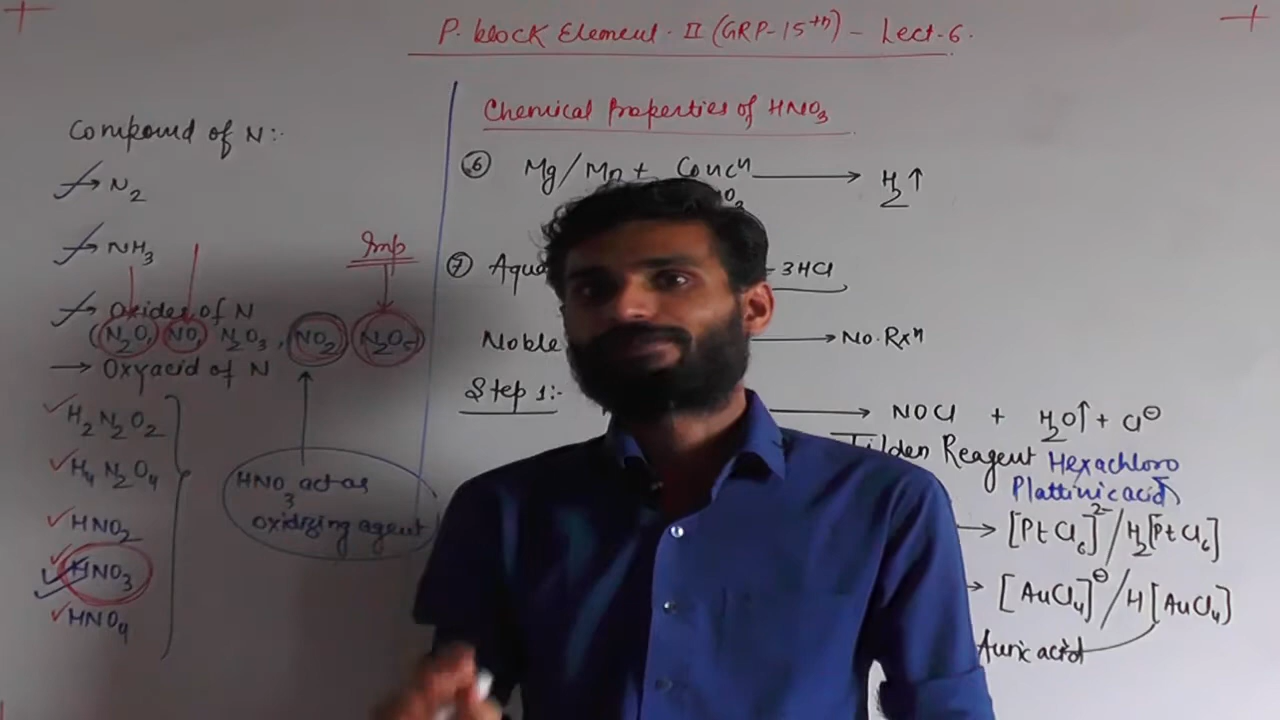 P. block Element - II (GRP-15th) - Lect-6.
Compound of N:-
→ N2
→ NH3
Imp
→ Oxides of N
(N2O, NO, N2O3, NO2, N2O5)
→ Oxyacid of N
H2N2O2
H4N2O4
HNO2
HNO3
HNO4
HNO3 act as
oxidizing agent
Chemical Properties of HNO3
⑥ Mg/Mn + Concn → H2↑
⑦ Aqua - 3HCl
Noble → No. Rxn
Step 1:- → NOCl + H2O↑ + Cl⊖
Tilden Reagent
Hexachloro
Plattinic acid
→ [PtCl6]2-/H2[PtCl6]
→ [AuCl4]⊖/H[AuCl4]
Auric acid